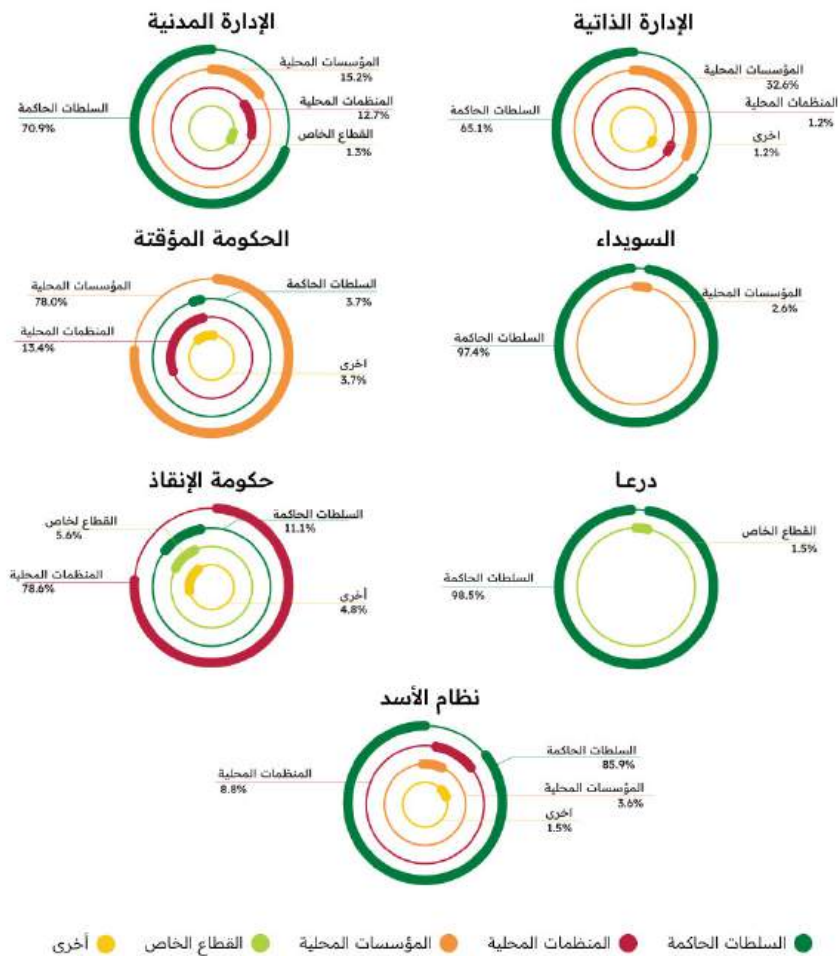 الإدارة الذاتية
المؤسسات المحلية
32.6%
المنظمات المحلية
1.2%
السلطات الحاكمة
65.1%
اخرى
1.2%
الإدارة المدنية
المؤسسات المحلية
15.2%
المنظمات المحلية
12.7%
السلطات الحاكمة
70.9%
القطاع الخاص
1.3%
السويداء
المؤسسات المحلية
2.6%
السلطات الحاكمة
97.4%
الحكومة المؤقتة
المؤسسات المحلية
78.0%
السلطات الحاكمة
3.7%
المنظمات المحلية
13.4%
اخرى
3.7%
درعا
القطاع الخاص
1.5%
السلطات الحاكمة
98.5%
حكومة الإنقاذ
القطاع لخاص
5.6%
السلطات الحاكمة
11.1%
المنظمات المحلية
78.6%
أخرى
4.8%
نظام الأسد
السلطات الحاكمة
85.9%
المنظمات المحلية
8.8%
المؤسسات المحلية
3.6%
اخرى
1.5%
السلطات الحاكمة
المنظمات المحلية
المؤسسات المحلية
القطاع الخاص
أخرى